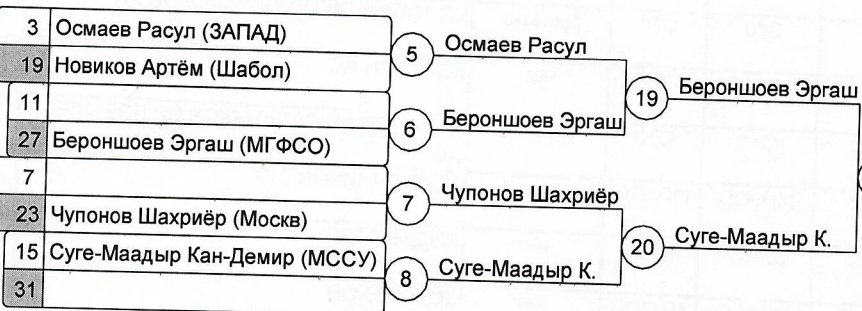 3 Осмаев Расул (ЗАПАД)
19 Новиков Артём (Шабол)
11
27 Бероншоев Эргаш (МГФСО)
7
23 Чупонов Шахриёр (Москв)
15 Суге-Маадыр Кан-Демир (МССУ)
31
5 Осмаев Расул
6 Бероншоев Эргаш
7 Чупонов Шахриёр
8 Суге-Маадыр К.
19 Бероншоев Эргаш
20 Суге-Маадыр К.